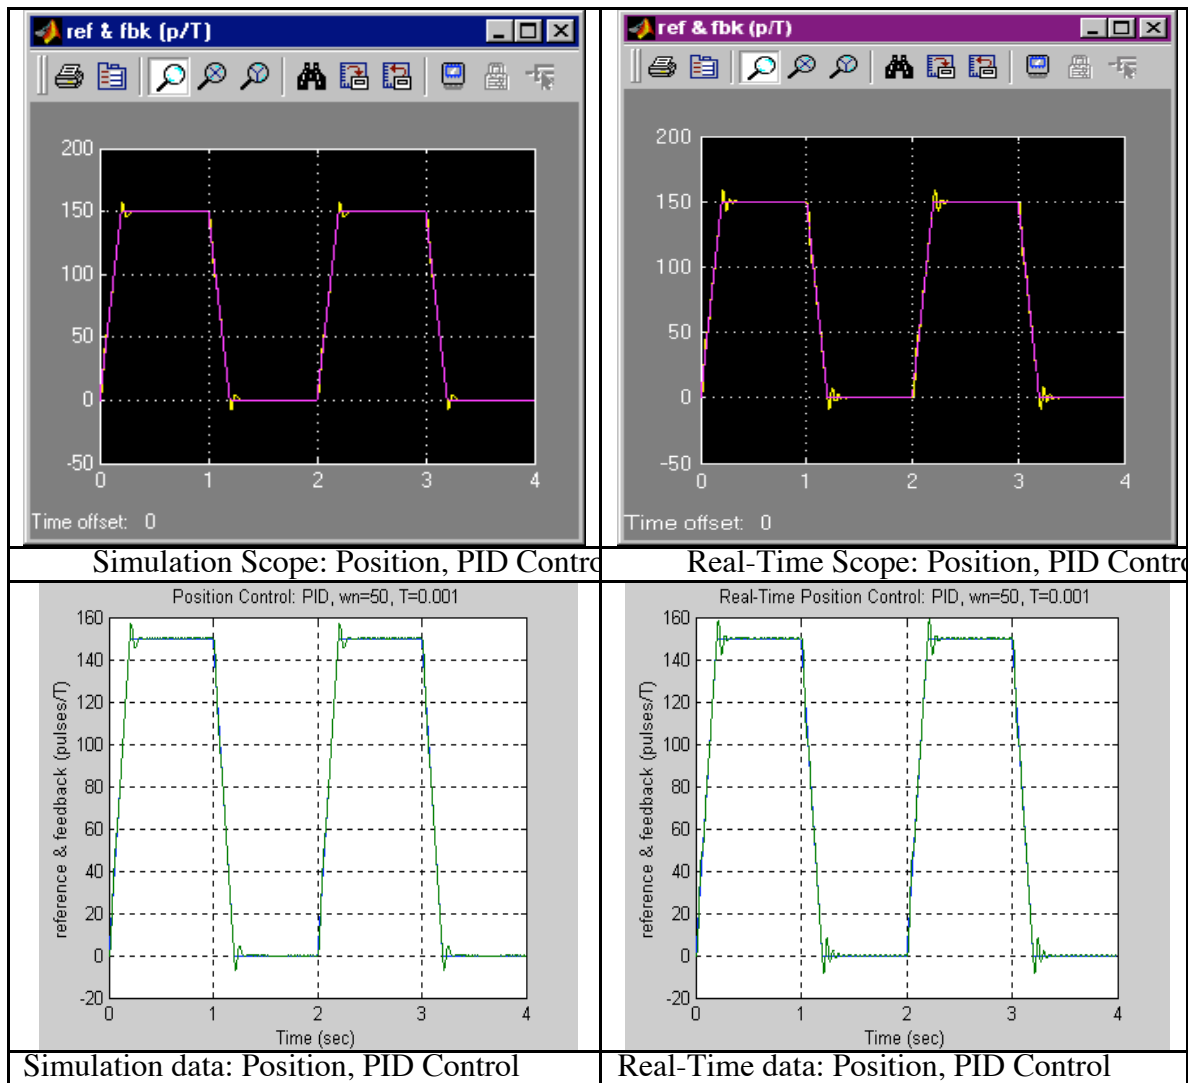 ref & fbk (p/T)
200
150
100
50
0
-50
0 1 2 3 4
Time offset: 0
Simulation Scope: Position, PID Contro
ref & fbk (p/T)
200
150
100
50
0
-50
0 1 2 3 4
Time offset: 0
Real-Time Scope: Position, PID Contro
Position Control: PID, wn=50, T=0.001
reference & feedback (pulses/T)
160
140
120
100
80
60
40
20
0
-20
0 1 2 3 4
Time (sec)
Simulation data: Position, PID Control
Real-Time Position Control: PID, wn=50, T=0.001
reference & feedback (pulses/T)
160
140
120
100
80
60
40
20
0
-20
0 1 2 3 4
Time (sec)
Real-Time data: Position, PID Control